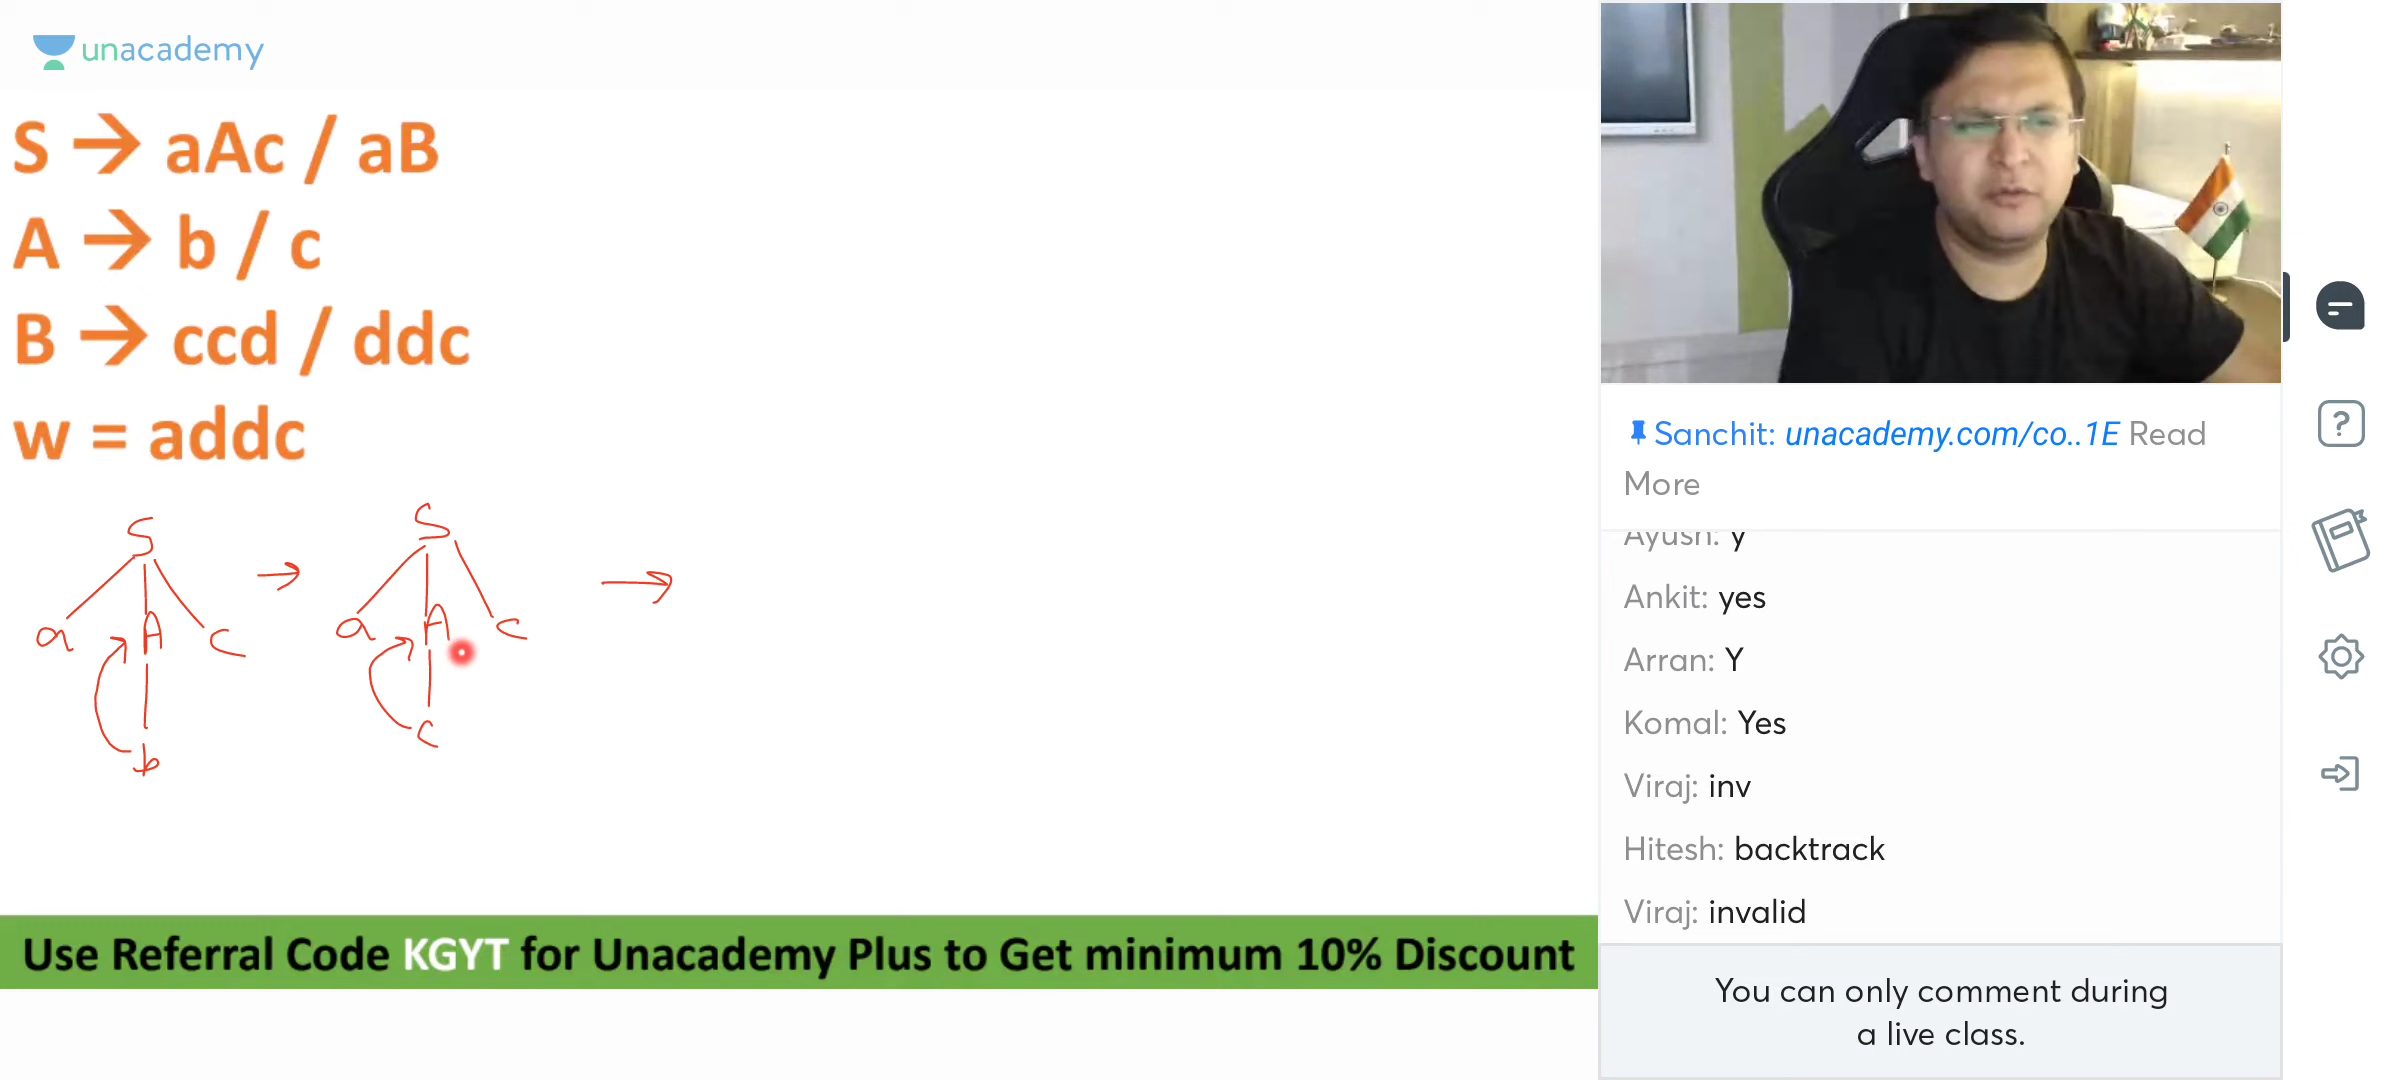 unacademy
S → aAc / aB
A → b / c
B → ccd / ddc
w = addc
S → S →
a A c a A c
b c
Use Referral Code KGYT for Unacademy Plus to Get minimum 10% Discount
Sanchit: unacademy.com/co..1E Read
More
Ayush: y
Ankit: yes
Arran: Y
Komal: Yes
Viraj: inv
Hitesh: backtrack
Viraj: invalid
You can only comment during
a live class.